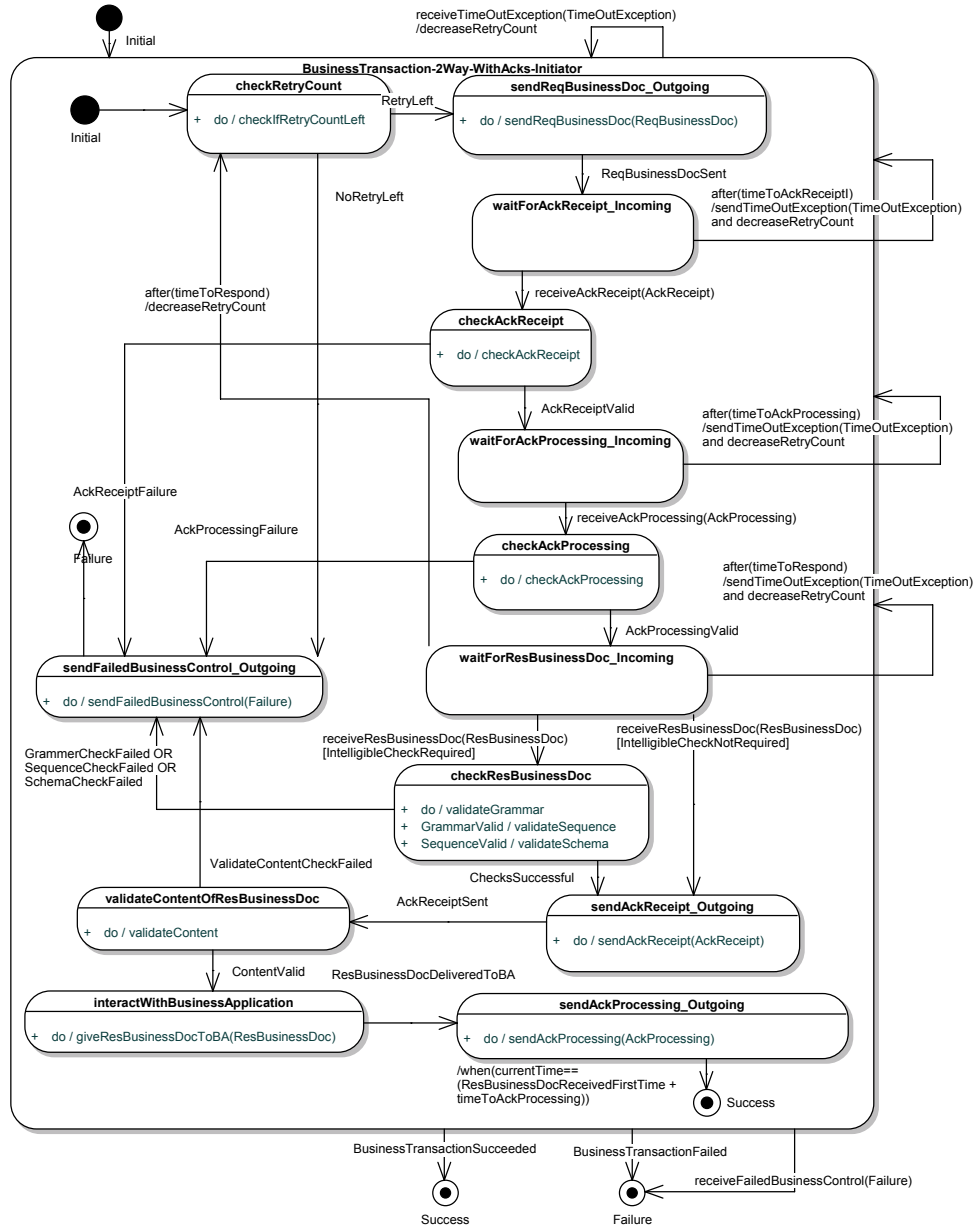 receiveTimeOutException(TimeOutException)
/decreaseRetryCount
Initial
BusinessTransaction-2Way-WithAcks-Initiator
checkRetryCount
+ do / checkIfRetryCountLeft
Initial
RetryLeft
sendReqBusinessDoc_Outgoing
+ do / sendReqBusinessDoc(ReqBusinessDoc)
ReqBusinessDocSent
NoRetryLeft
waitForAckReceipt_Incoming
after(timeToAckReceiptI)
/sendTimeOutException(TimeOutException)
and decreaseRetryCount
after(timeToRespond)
/decreaseRetryCount
receiveAckReceipt(AckReceipt)
checkAckReceipt
+ do / checkAckReceipt
AckReceiptValid
after(timeToAckProcessing)
/sendTimeOutException(TimeOutException)
and decreaseRetryCount
waitForAckProcessing_Incoming
AckReceiptFailure
receiveAckProcessing(AckProcessing)
AckProcessingFailure
Failure
checkAckProcessing
+ do / checkAckProcessing
after(timeToRespond)
/sendTimeOutException(TimeOutException)
and decreaseRetryCount
AckProcessingValid
waitForResBusinessDoc_Incoming
sendFailedBusinessControl_Outgoing
+ do / sendFailedBusinessControl(Failure)
receiveResBusinessDoc(ResBusinessDoc)
[IntelligibleCheckRequired]
receiveResBusinessDoc(ResBusinessDoc)
[IntelligibleCheckNotRequired]
GrammerCheckFailed OR
SequenceCheckFailed OR
SchemaCheckFailed
checkResBusinessDoc
+ do / validateGrammar
+ GrammarValid / validateSequence
+ SequenceValid / validateSchema
ValidateContentCheckFailed
ChecksSuccessful
validateContentOfResBusinessDoc
+ do / validateContent
AckReceiptSent
sendAckReceipt_Outgoing
+ do / sendAckReceipt(AckReceipt)
ContentValid
ResBusinessDocDeliveredToBA
interactWithBusinessApplication
+ do / giveResBusinessDocToBA(ResBusinessDoc)
sendAckProcessing_Outgoing
+ do / sendAckProcessing(AckProcessing)
/when(currentTime==
(ResBusinessDocReceivedFirstTime +
timeToAckProcessing))
Success
BusinessTransactionSucceeded
BusinessTransactionFailed
receiveFailedBusinessControl(Failure)
Success
Failure